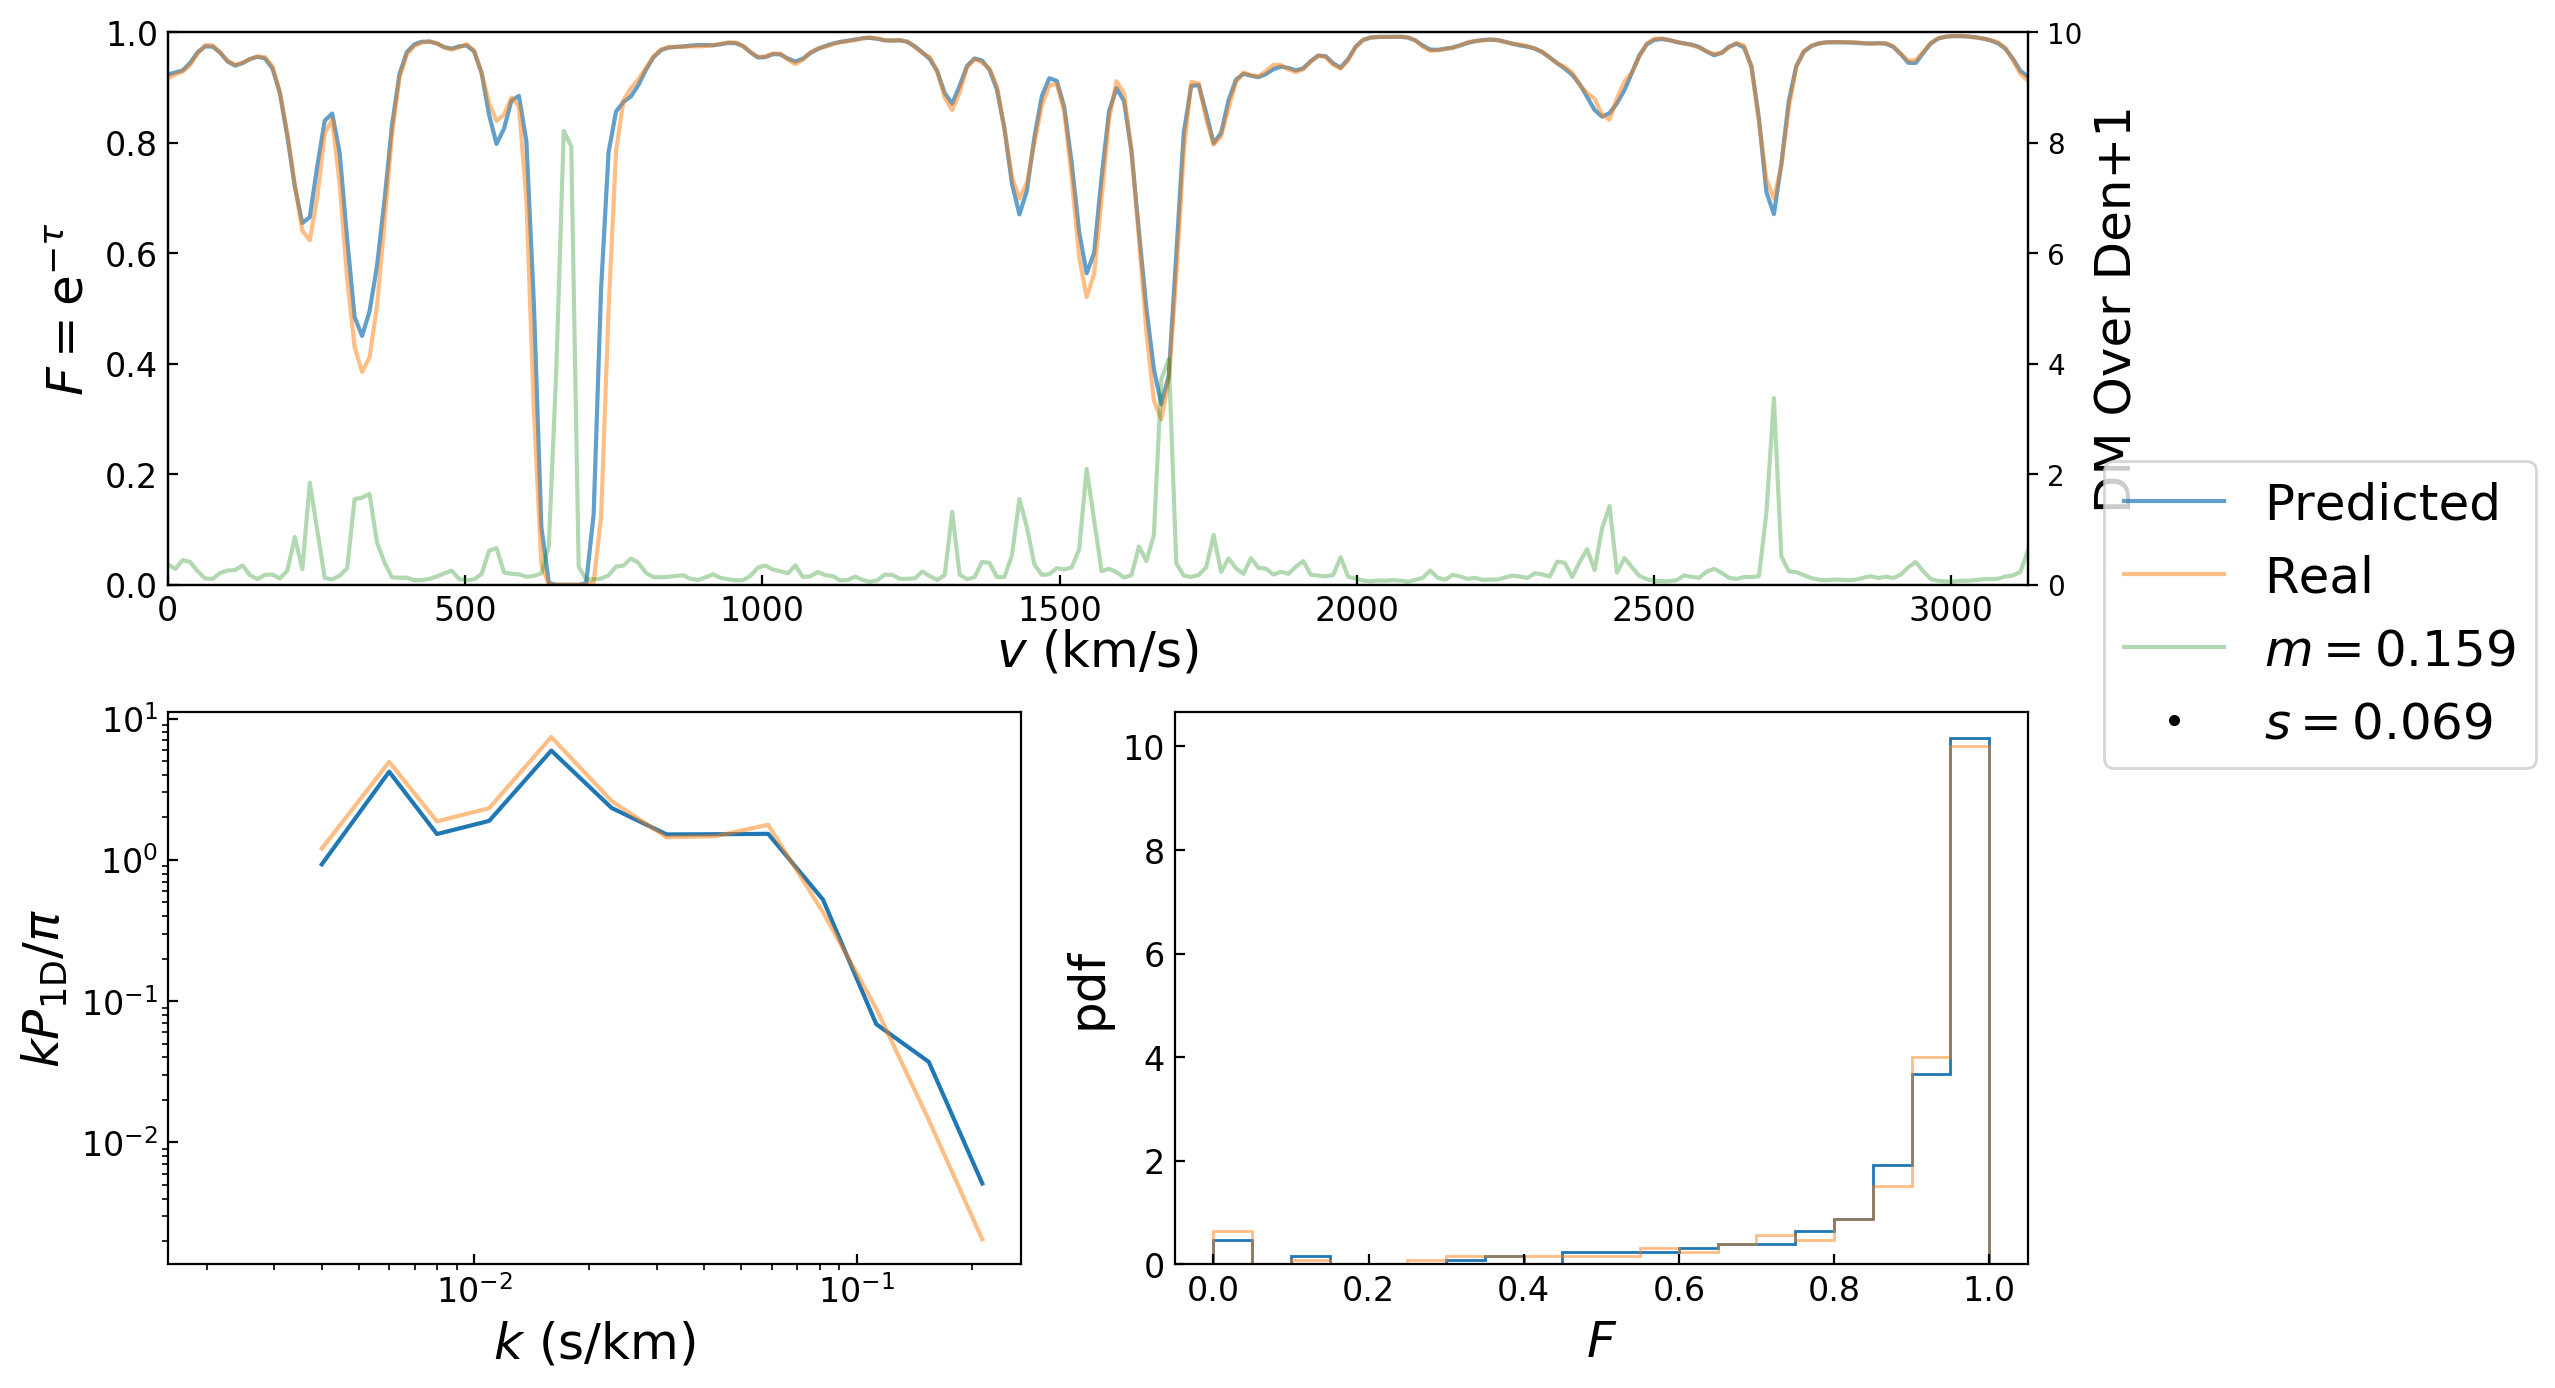 1.0
0.8
0.6
0.4
0.2
0.0
F = e^{−τ}
10
8
6
4
2
0
DM Over Den+1
0 500 1000 1500 2000 2500 3000
v (km/s)
Predicted
Real
m = 0.159
s = 0.069
10^1
10^0
10^{−1}
10^{−2}
kP_{1D}/π
10^{−2} 10^{−1}
k (s/km)
10
8
6
4
2
0
pdf
0.0 0.2 0.4 0.6 0.8 1.0
F